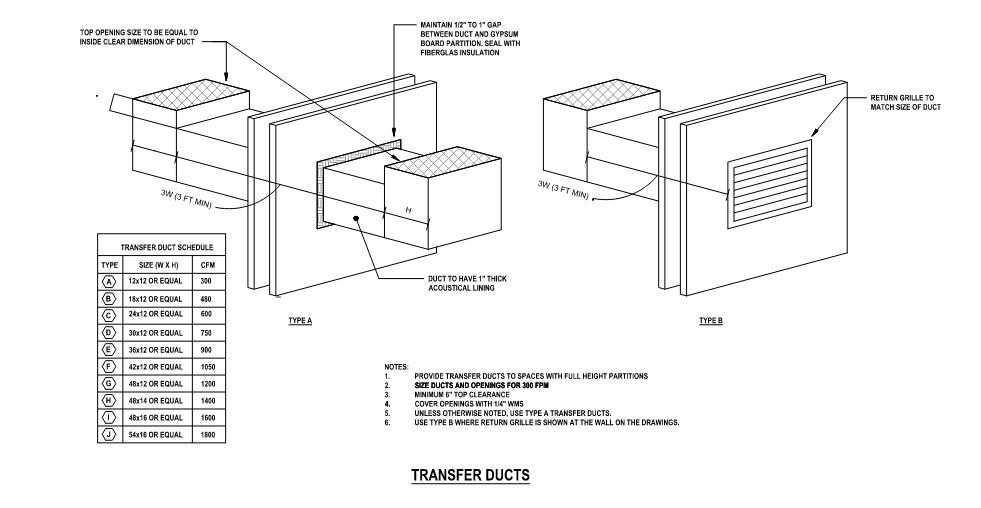 TOP OPENING SIZE TO BE EQUAL TO
INSIDE CLEAR DIMENSION OF DUCT
MAINTAIN 1/2" TO 1" GAP
BETWEEN DUCT AND GYPSUM
BOARD PARTITION. SEAL WITH
FIBERGLAS INSULATION
RETURN GRILLE TO
MATCH SIZE OF DUCT
3W (3 FT MIN)
H
3W (3 FT MIN)
DUCT TO HAVE 1" THICK
ACOUSTICAL LINING
TYPE A
TYPE B
TRANSFER DUCT SCHEDULE
TYPE SIZE (W X H) CFM
A 12x12 OR EQUAL 300
B 18x12 OR EQUAL 480
C 24x12 OR EQUAL 600
D 30x12 OR EQUAL 750
E 36x12 OR EQUAL 900
F 42x12 OR EQUAL 1050
G 48x12 OR EQUAL 1200
H 48x14 OR EQUAL 1400
I 48x16 OR EQUAL 1600
J 54x16 OR EQUAL 1800
NOTES:
1. PROVIDE TRANSFER DUCTS TO SPACES WITH FULL HEIGHT PARTITIONS
2. SIZE DUCTS AND OPENINGS FOR 300 FPM
3. MINIMUM 6" TOP CLEARANCE
4. COVER OPENINGS WITH 1/4" WMS
5. UNLESS OTHERWISE NOTED, USE TYPE A TRANSFER DUCTS.
6. USE TYPE B WHERE RETURN GRILLE IS SHOWN AT THE WALL ON THE DRAWINGS.
TRANSFER DUCTS